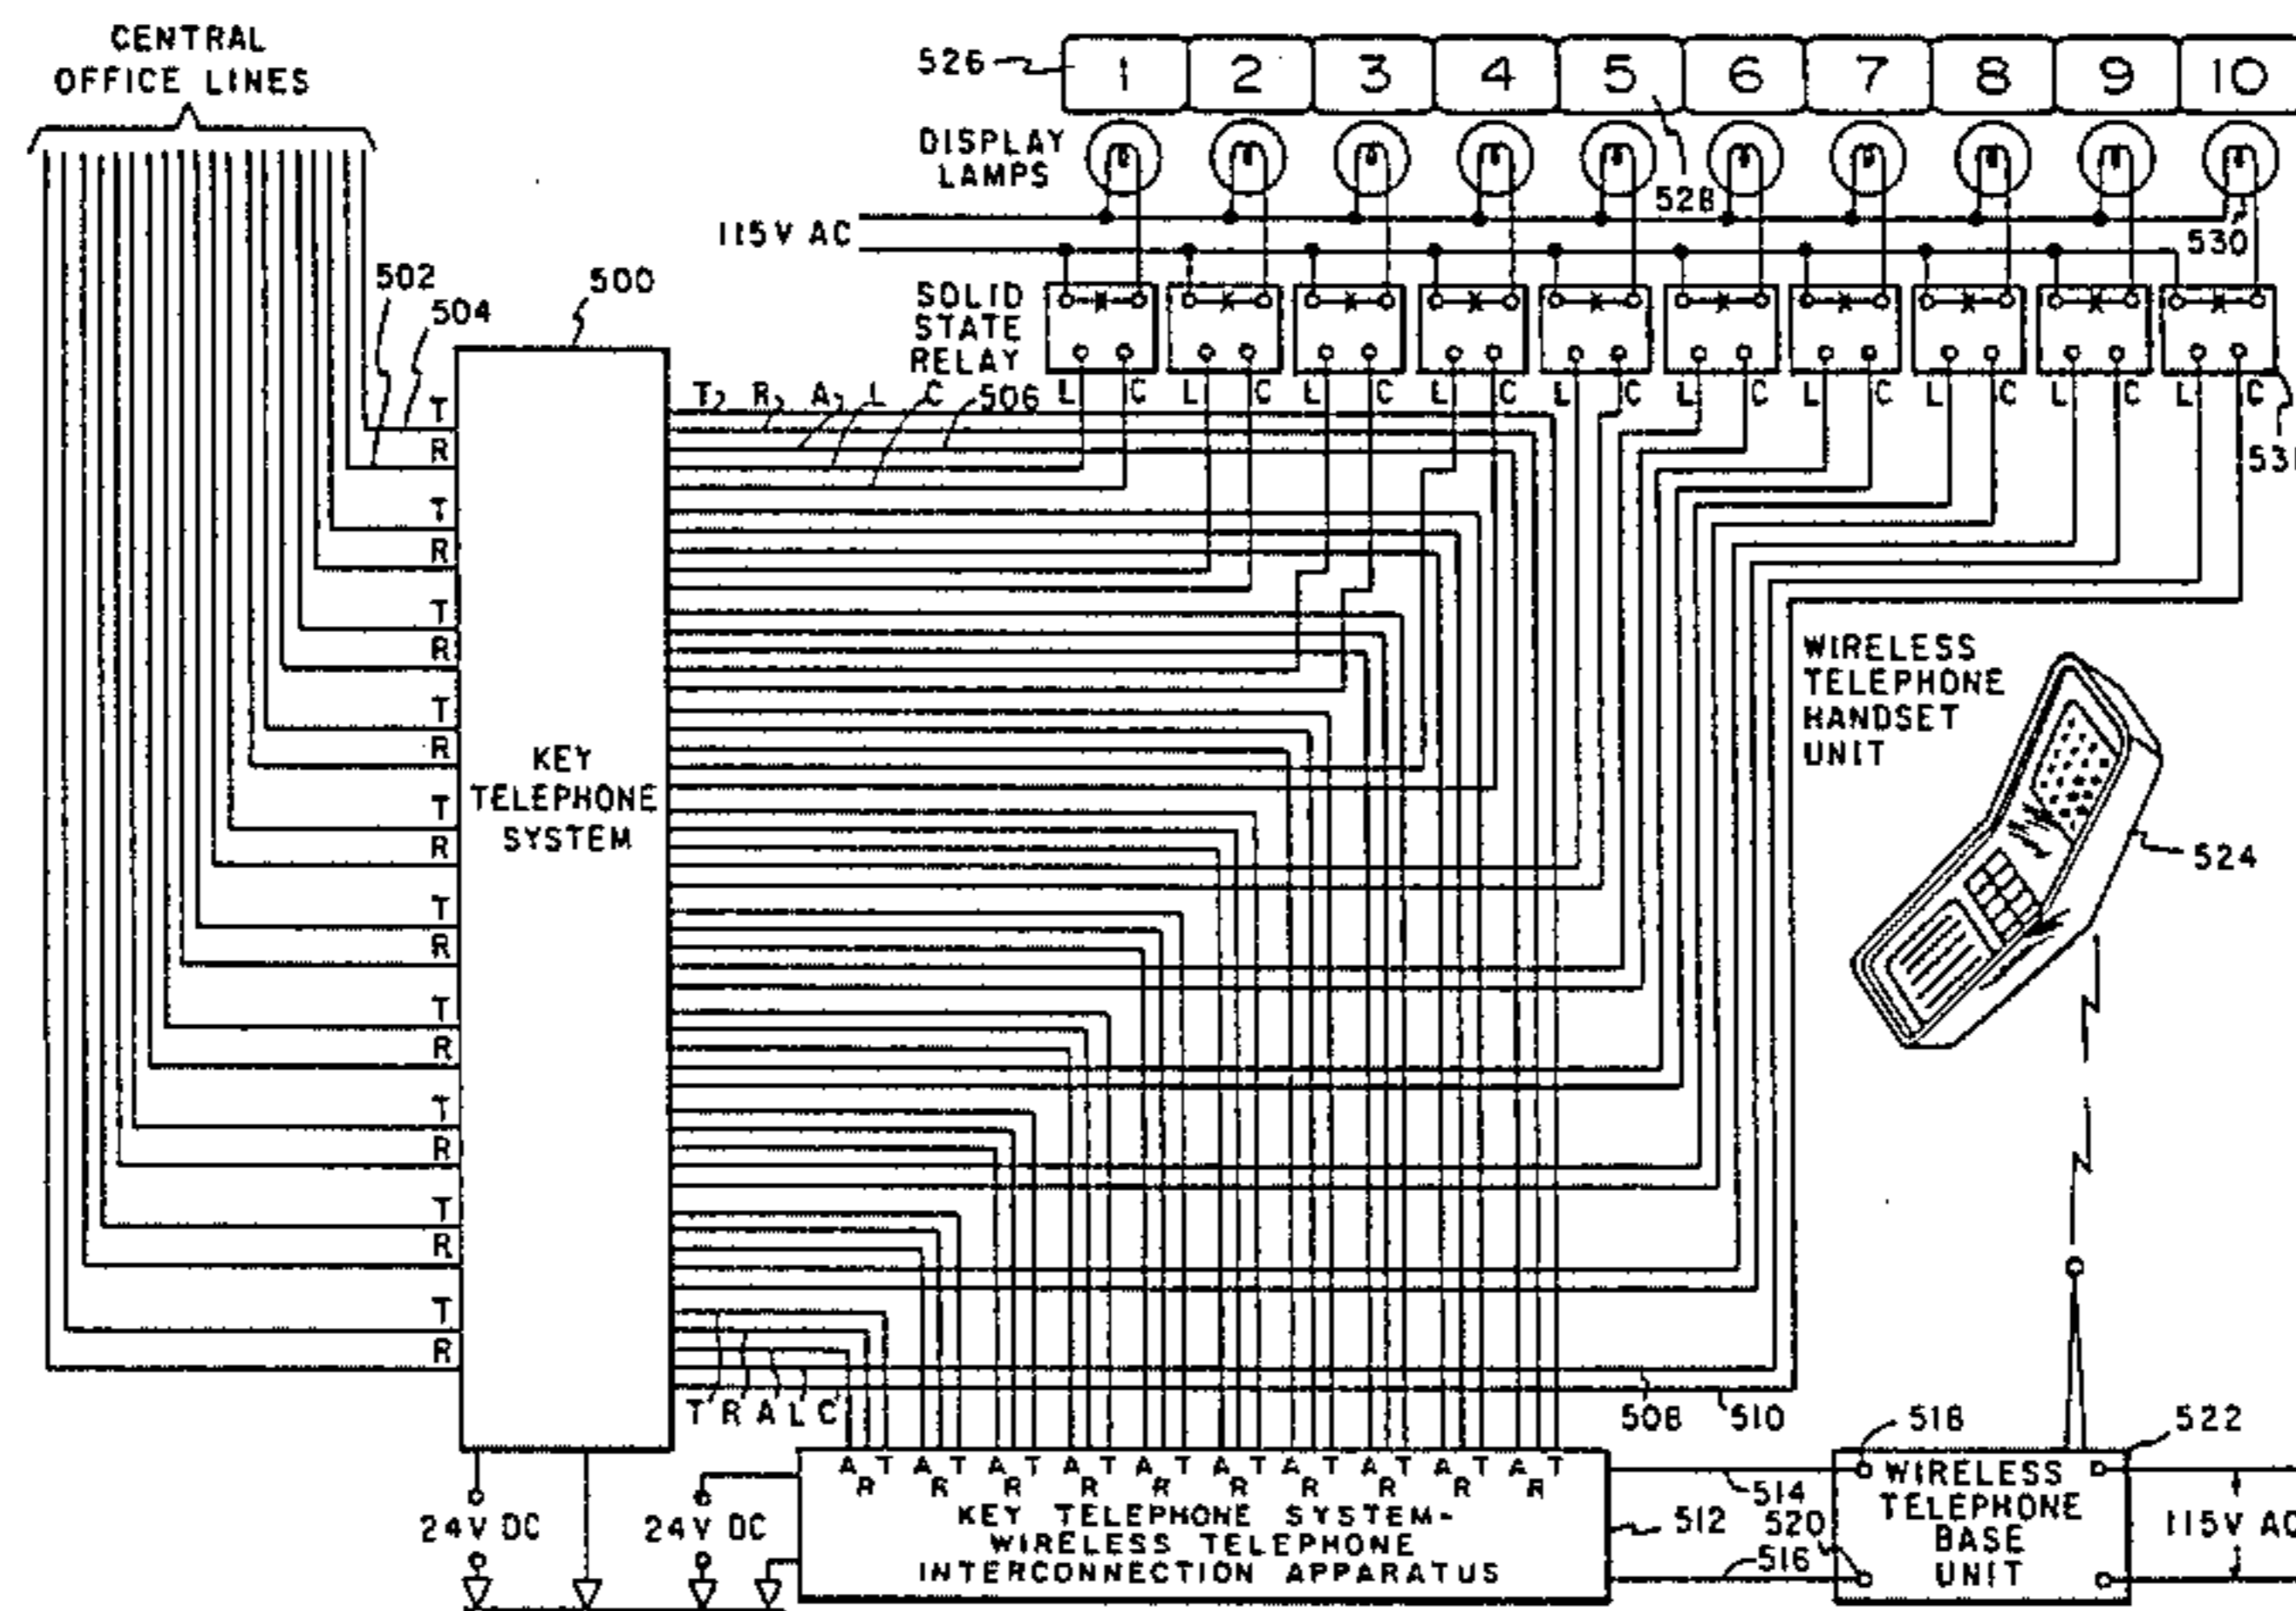 CENTRAL
OFFICE LINES
526
1 2 3 4 5 6 7 8 9 10
DISPLAY
LAMPS
528
115V AC
530
502
504
500
SOLID
STATE
RELAY
T R A L C 506
L C L C L C L C L C L C L C L C L C L C
T
R
T
R
T
R
T
R
T
R
T
R
T
R
T
R
T
R
T
R
KEY
TELEPHONE
SYSTEM
WIRELESS
TELEPHONE
HANDSET
UNIT
524
T R A L C
508 510
518
522
A T A T A T A T A T A T A T A T A T A T
R R R R R R R R R R
KEY TELEPHONE SYSTEM-
WIRELESS TELEPHONE
INTERCONNECTION APPARATUS
24V DC
24V DC
514
512
520
516
WIRELESS
TELEPHONE
BASE
UNIT
115V AC